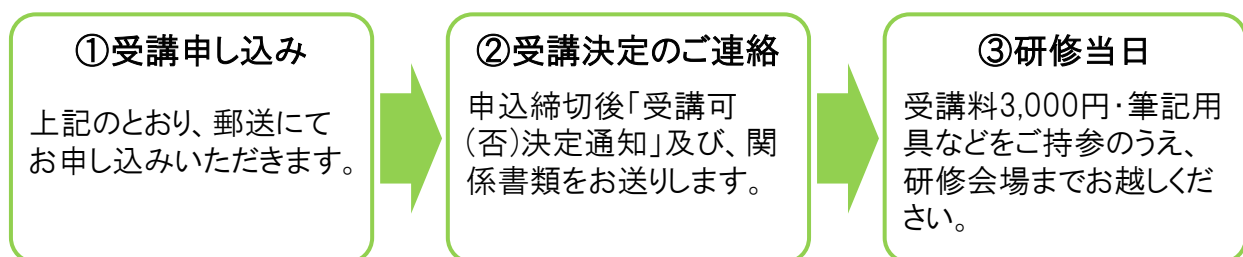 ①受講申し込み
上記のとおり、郵送にて
お申し込みいただきます。
②受講決定のご連絡
申込締切後「受講可
(否)決定通知」及び、関
係書類をお送りします。
③研修当日
受講料3,000円・筆記用
具などをご持参のうえ、
研修会場までお越しくだ
さい。